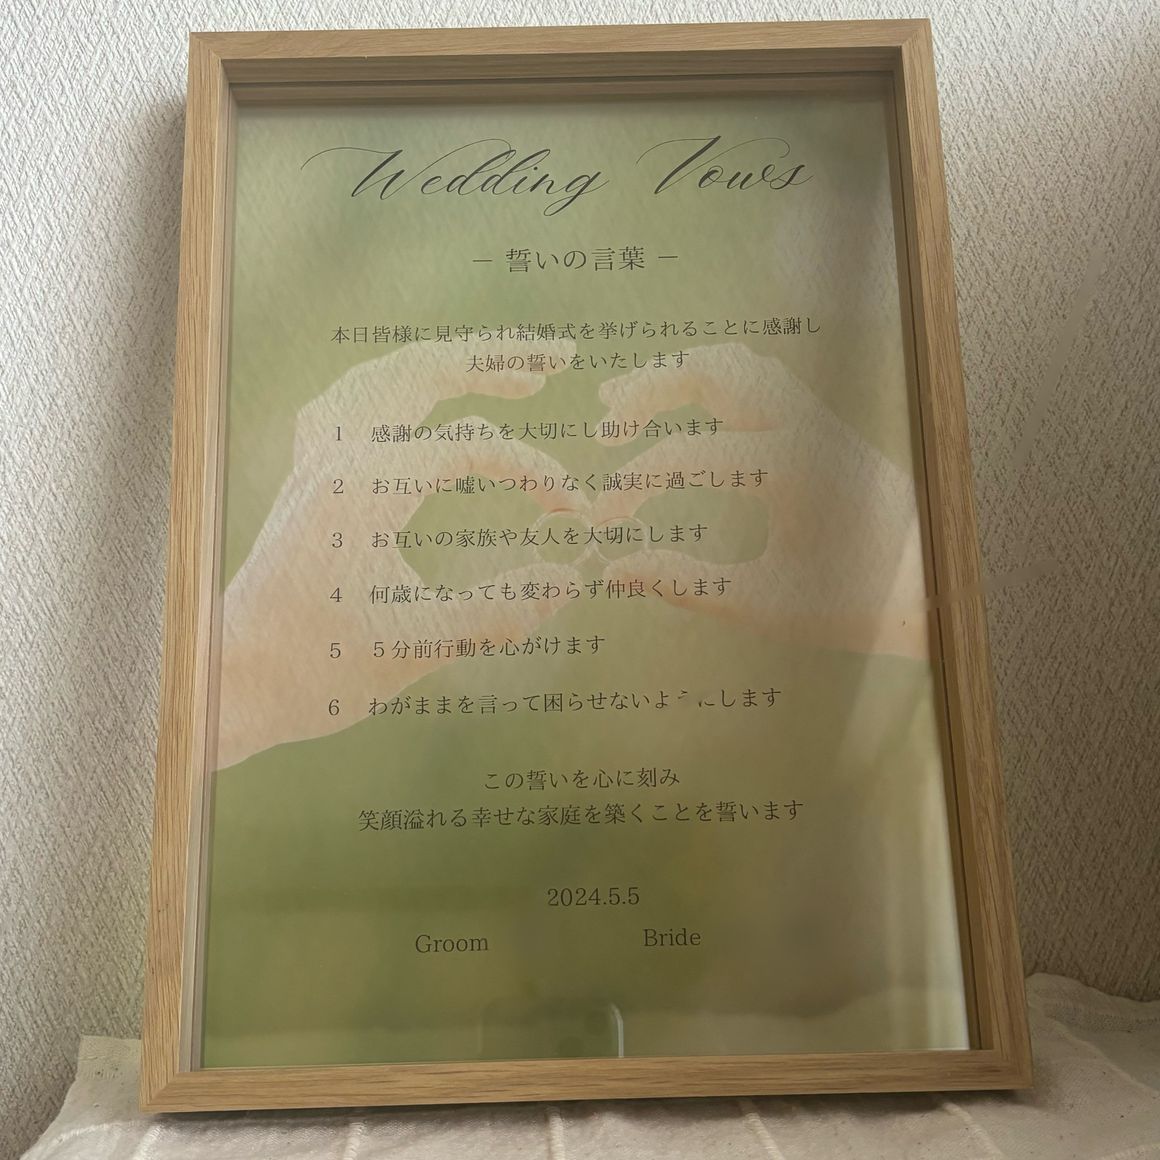 Wedding Vows
— 誓いの言葉 —
本日皆様に見守られ結婚式を挙げられることに感謝し
夫婦の誓いをいたします
1 感謝の気持ちを大切にし助け合います
2 お互いに嘘いつわりなく誠実に過ごします
3 お互いの家族や友人を大切にします
4 何歳になっても変わらず仲良くします
5 ５分前行動を心がけます
6 わがままを言って困らせないようにします
この誓いを心に刻み
笑顔溢れる幸せな家庭を築くことを誓います
2024.5.5
Groom Bride